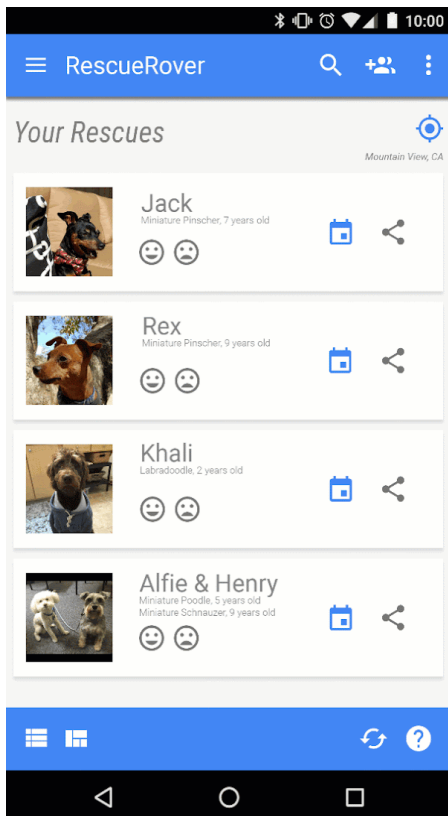 10:00
RescueRover
Your Rescues
Mountain View, CA
Jack
Miniature Pinscher, 7 years old
Rex
Miniature Pinscher, 9 years old
Khali
Labradoodle, 2 years old
Alfie & Henry
Miniature Poodle, 5 years old
Miniature Schnauzer, 9 years old